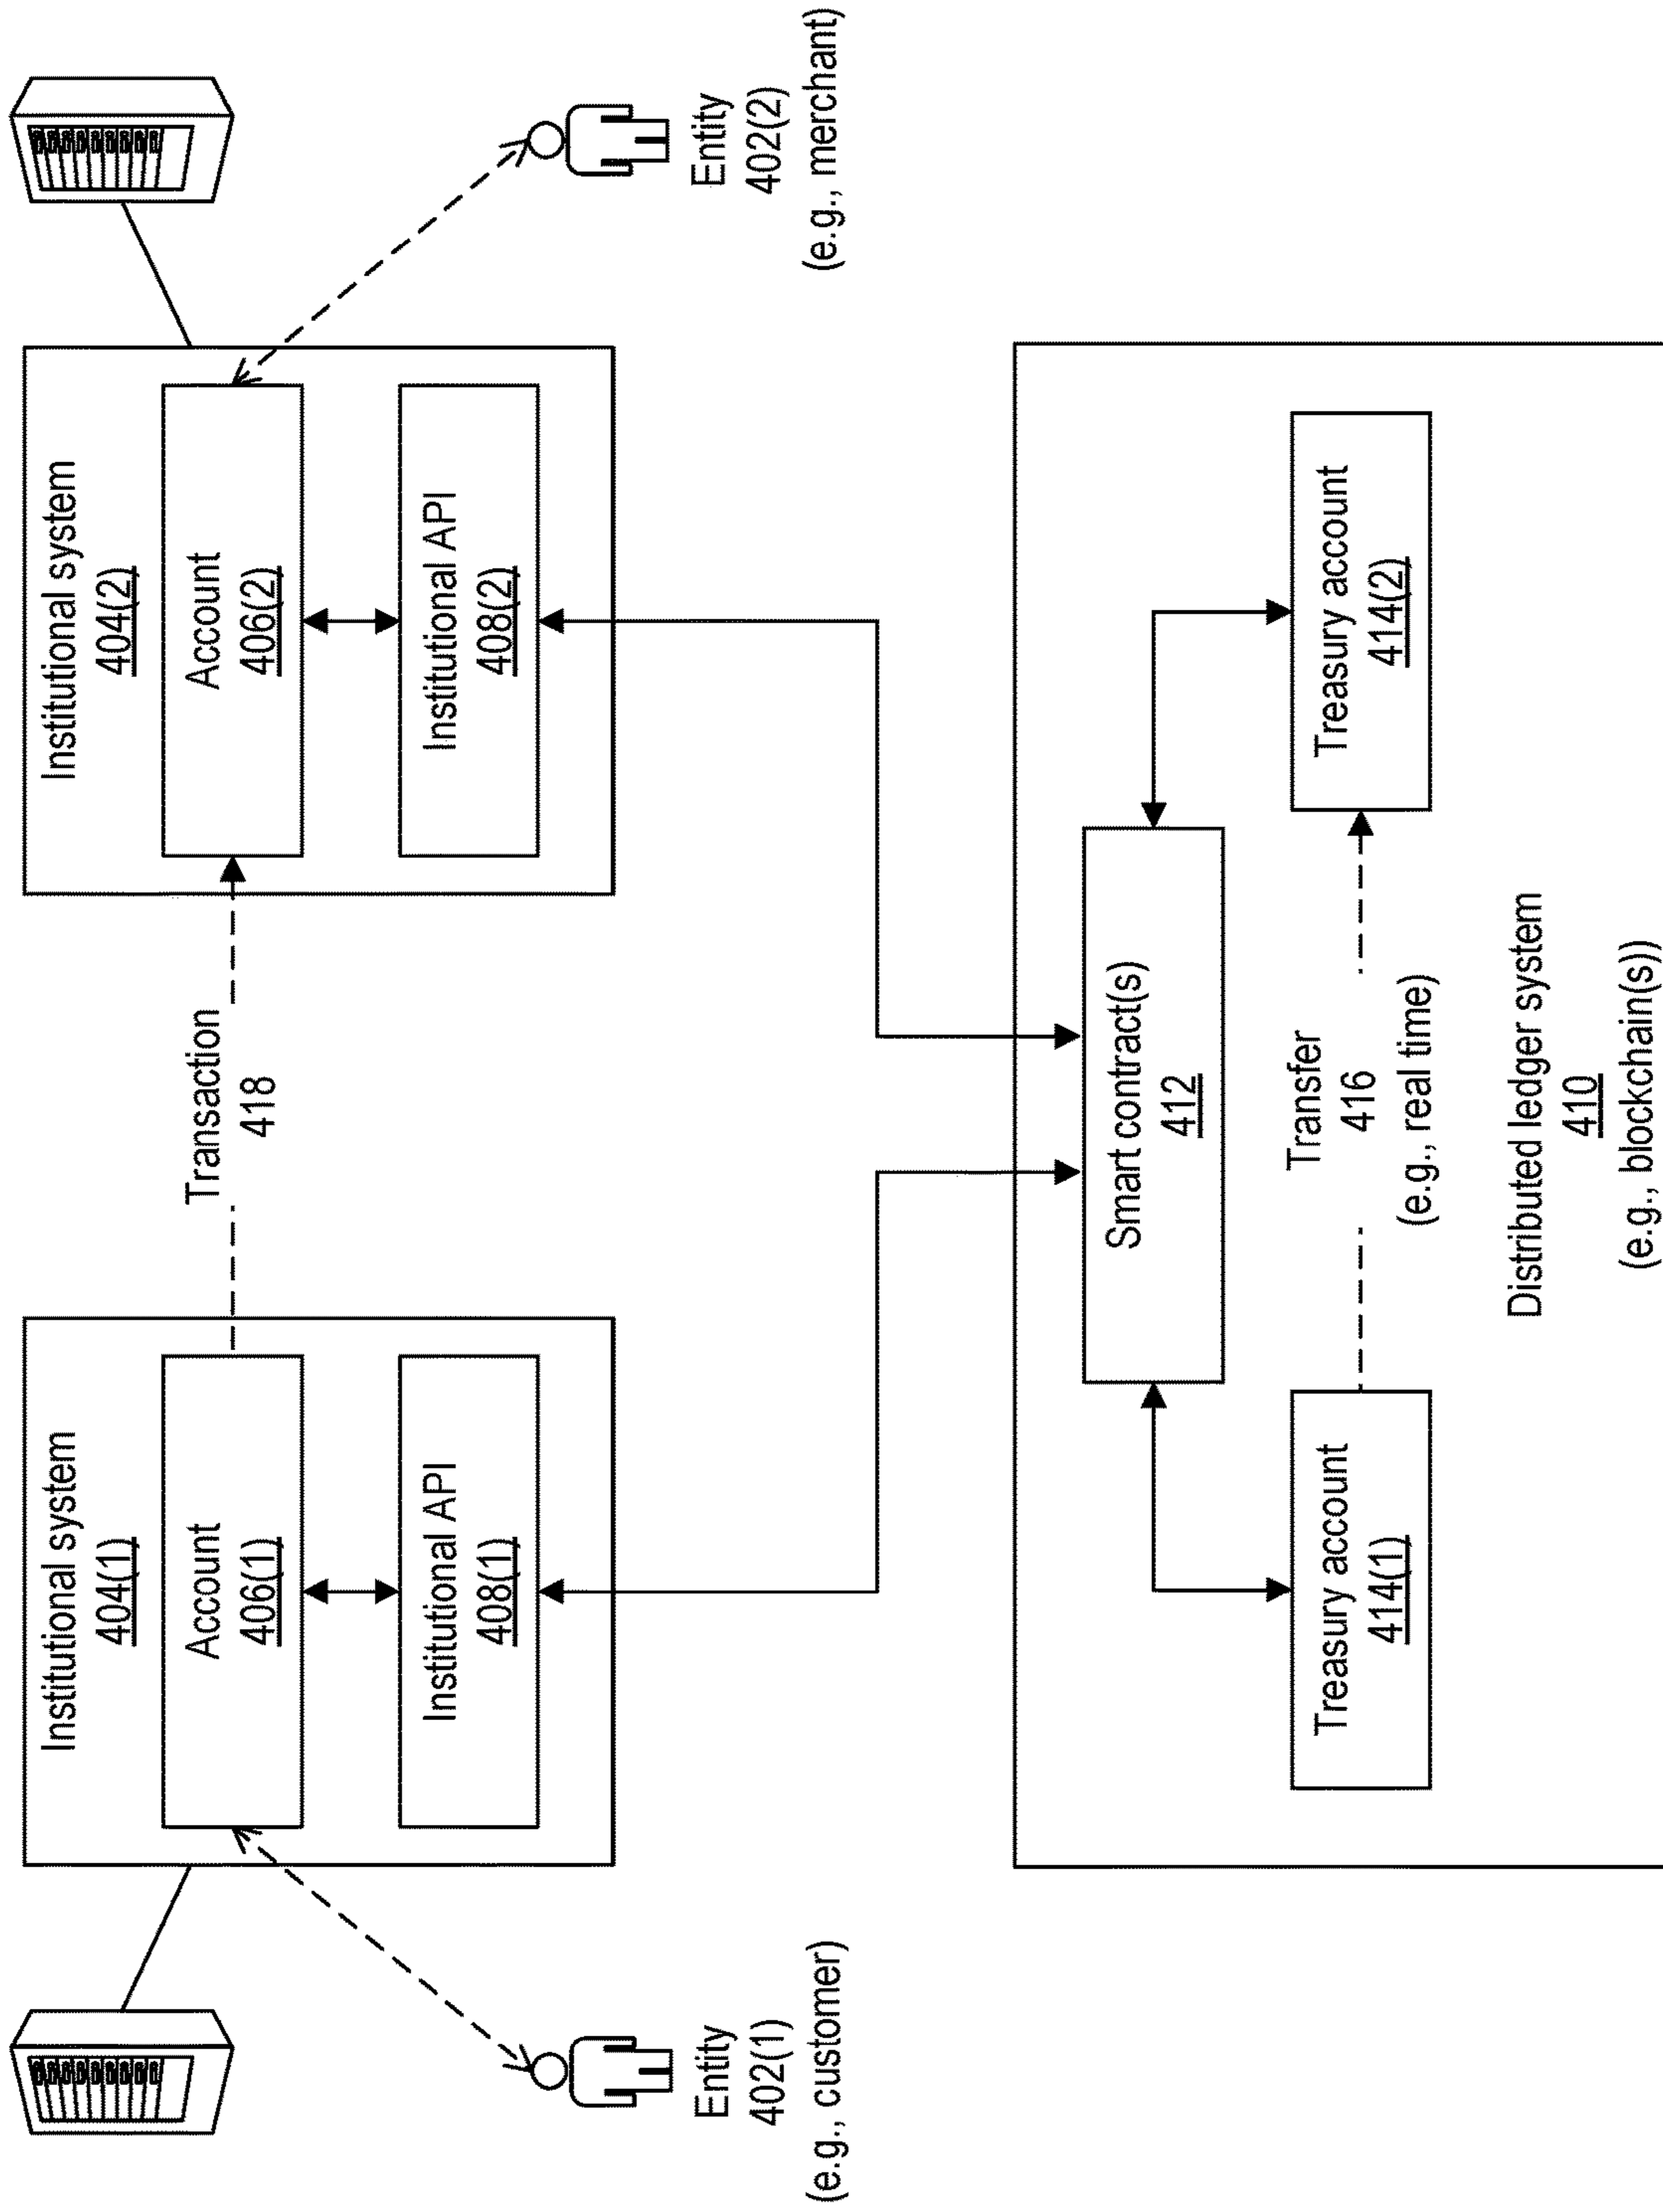 Institutional system
404(1)
Account
406(1)
Institutional API
408(1)
Transaction
418
Institutional system
404(2)
Account
406(2)
Institutional API
408(2)
Entity
402(1)
(e.g., customer)
Entity
402(2)
(e.g., merchant)
Smart contract(s)
412
Treasury account
414(1)
Transfer
416
(e.g., real time)
Treasury account
414(2)
Distributed ledger system
410
(e.g., blockchain(s))